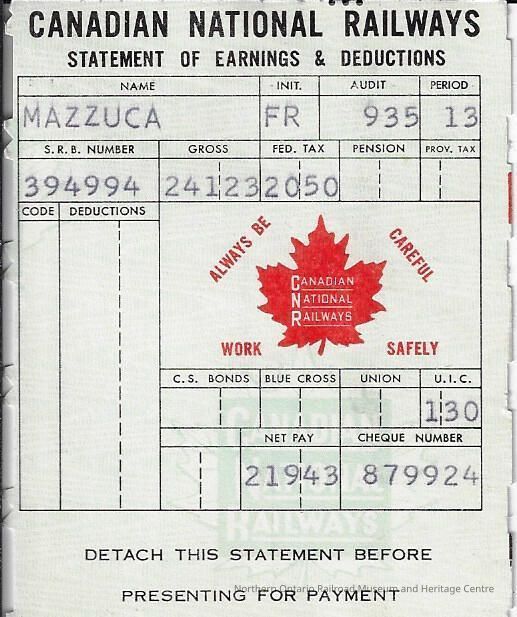 CANADIAN NATIONAL RAILWAYS
STATEMENT OF EARNINGS & DEDUCTIONS
NAME INIT. AUDIT PERIOD
MAZZUCA FR 935 13
S.R.B. NUMBER GROSS FED. TAX PENSION PROV. TAX
394994 24123 2050
CODE DEDUCTIONS
ALWAYS BE CAREFUL
CANADIAN
NATIONAL
RAILWAYS
WORK SAFELY
C.S. BONDS BLUE CROSS UNION U.I.C.
130
NET PAY CHEQUE NUMBER
21943 879924
CANADIAN
NATIONAL
RAILWAYS
DETACH THIS STATEMENT BEFORE
Northern Ontario Railroad Museum and Heritage Centre
PRESENTING FOR PAYMENT